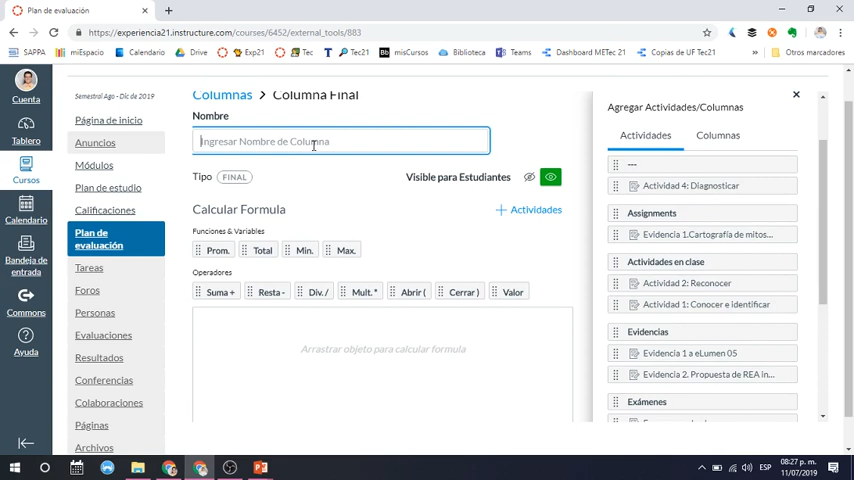 Plan de evaluación
https://experiencia21.instructure.com/courses/6452/external_tools/883
SAPPA
miEspacio
Calendario
Drive
Exp21
Tec
Tec21
misCursos
Biblioteca
Teams
Dashboard METec 21
Copias de UF Tec21
»
Otros marcadores
Cuenta
Tablero
Cursos
Calendario
Bandeja de
entrada
Commons
Ayuda
Semestral Ago - Dic de 2019
Página de inicio
Anuncios
Módulos
Plan de estudio
Calificaciones
Plan de
evaluación
Tareas
Foros
Personas
Evaluaciones
Resultados
Conferencias
Colaboraciones
Páginas
Archivos
Columnas > Columna Final
Nombre
Ingresar Nombre de Columna
Tipo FINAL
Visible para Estudiantes
Calcular Formula
+ Actividades
Funciones & Variables
Prom. Total Min. Max.
Operadores
Suma + Resta - Div. / Mult. * Abrir ( Cerrar ) Valor
Arrastrar objeto para calcular formula
Agregar Actividades/Columnas
Actividades Columnas
---
Actividad 4: Diagnosticar
Assignments
Evidencia 1.Cartografía de mitos...
Actividades en clase
Actividad 2: Reconocer
Actividad 1: Conocer e identificar
Evidencias
Evidencia 1 a eLumen 05
Evidencia 2. Propuesta de REA in...
Exámenes
ESP
08:27 p. m.
11/07/2019